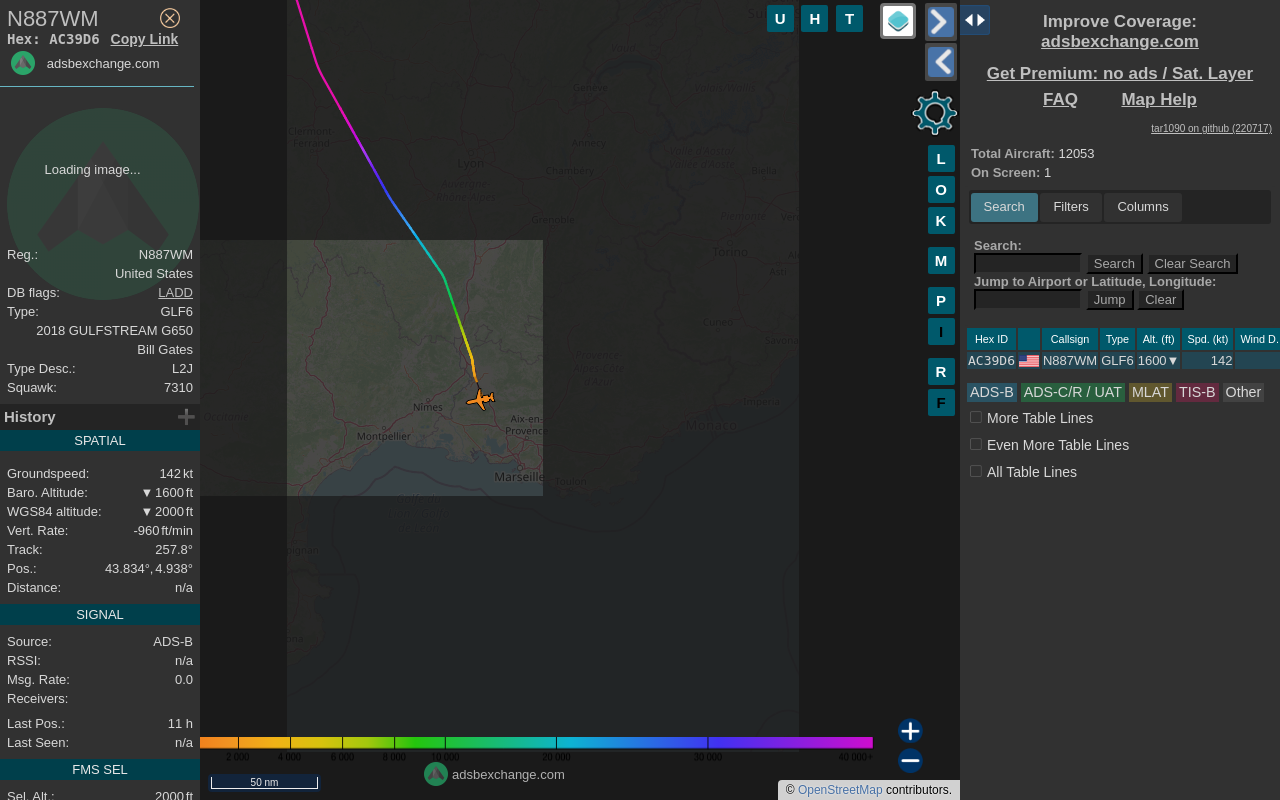 N887WM
Hex: AC39D6 Copy Link
adsbexchange.com
Loading image...
Reg.: N887WM
United States
DB flags: LADD
Type: GLF6
2018 GULFSTREAM G650
Bill Gates
Type Desc.: L2J
Squawk: 7310
History
SPATIAL
Groundspeed: 142 kt
Baro. Altitude: ▼ 1600 ft
WGS84 altitude: ▼ 2000 ft
Vert. Rate: -960 ft/min
Track: 257.8°
Pos.: 43.834°, 4.938°
Distance: n/a
SIGNAL
Source: ADS-B
RSSI: n/a
Msg. Rate: 0.0
Receivers:
Last Pos.: 11 h
Last Seen: n/a
FMS SEL
Sel. Alt.: 2000 ft
U H T
L
O
K
M
P
I
R
F
Genève
Clermont-
Ferrand
Annecy
Lyon
Chambéry
Biella
Grenoble
Torino
Asti
Cuneo
Savona
Imperia
Monaco
Nîmes
Aix-en-
Provence
Montpellier
Marseille
Toulon
2 000 4 000 6 000 8 000 10 000 20 000 30 000 40 000+
50 nm
adsbexchange.com
© OpenStreetMap contributors.
Improve Coverage:
adsbexchange.com
Get Premium: no ads / Sat. Layer
FAQ Map Help
tar1090 on github (220717)
Total Aircraft: 12053
On Screen: 1
Search Filters Columns
Search:
Search Clear Search
Jump to Airport or Latitude, Longitude:
Jump Clear
Hex ID Callsign Type Alt. (ft) Spd. (kt) Wind D.
AC39D6 N887WM GLF6 1600▼ 142
ADS-B ADS-C/R / UAT MLAT TIS-B Other
More Table Lines
Even More Table Lines
All Table Lines